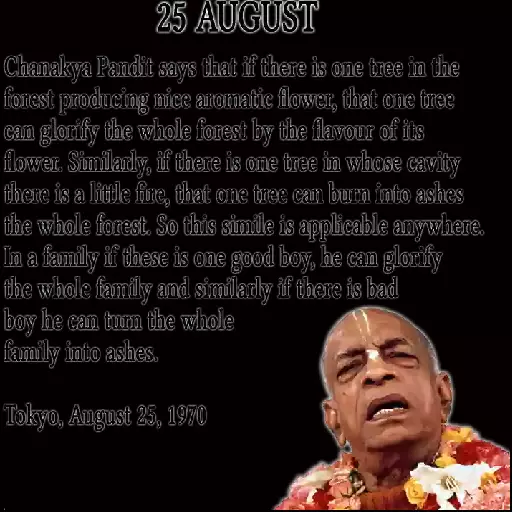 25 AUGUST
Chanakya Pandit says that if there is one tree in the
forest producing nice aromatic flower, that one tree
can glorify the whole forest by the flavour of its
flower. Similarly, if there is one tree in whose cavity
there is a little fire, that one tree can burn into ashes
the whole forest. So this simile is applicable anywhere.
In a family if these is one good boy, he can glorify
the whole family and similarly if there is bad
boy he can turn the whole
family into ashes.
Tokyo, August 25, 1970